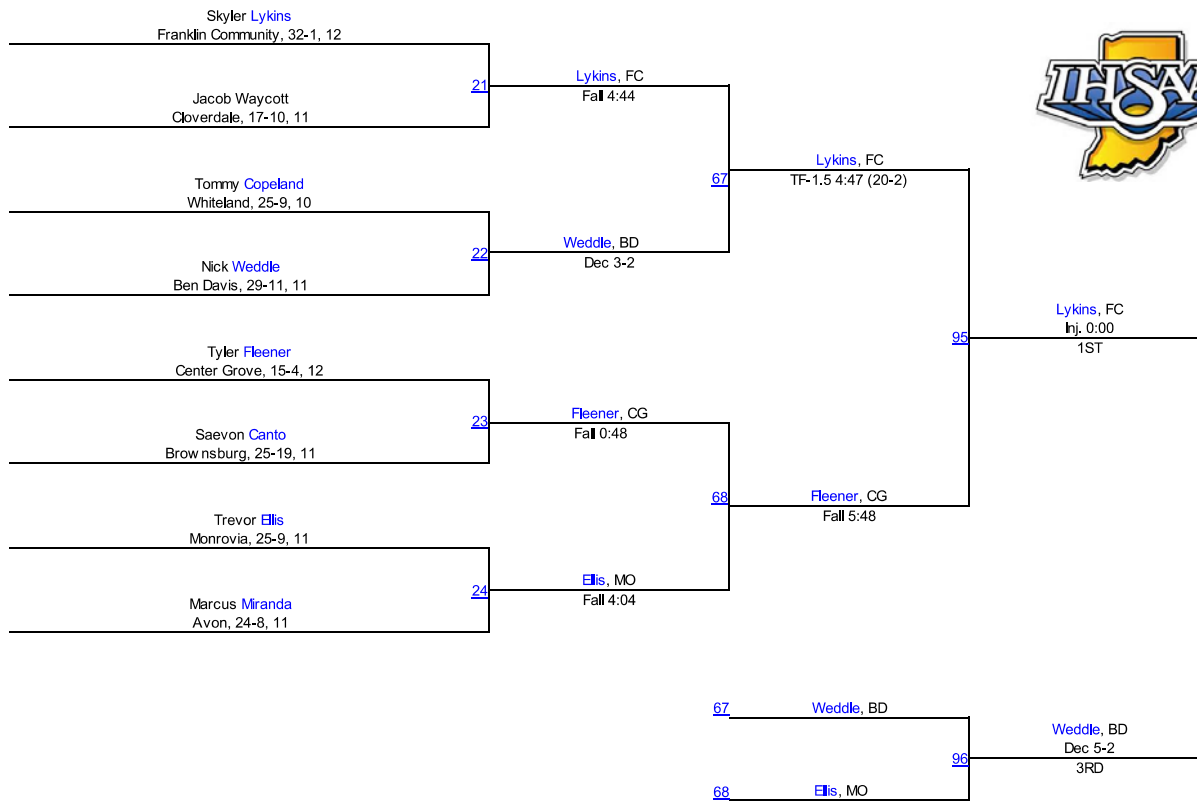 Skyler Lykins
Franklin Community, 32-1, 12
21
Jacob Waycott
Cloverdale, 17-10, 11
Lykins, FC
Fall 4:44
67
Tommy Copeland
Whiteland, 25-9, 10
22
Nick Weddle
Ben Davis, 29-11, 11
Weddle, BD
Dec 3-2
Lykins, FC
TF-1.5 4:47 (20-2)
95
Tyler Fleener
Center Grove, 15-4, 12
23
Saevon Canto
Brownsburg, 25-19, 11
Fleener, CG
Fall 0:48
68
Trevor Ellis
Monrovia, 25-9, 11
24
Marcus Miranda
Avon, 24-8, 11
Ellis, MO
Fall 4:04
Fleener, CG
Fall 5:48
Lykins, FC
Inj. 0:00
1ST
IHSAA
67
Weddle, BD
96
68
Ellis, MO
Weddle, BD
Dec 5-2
3RD